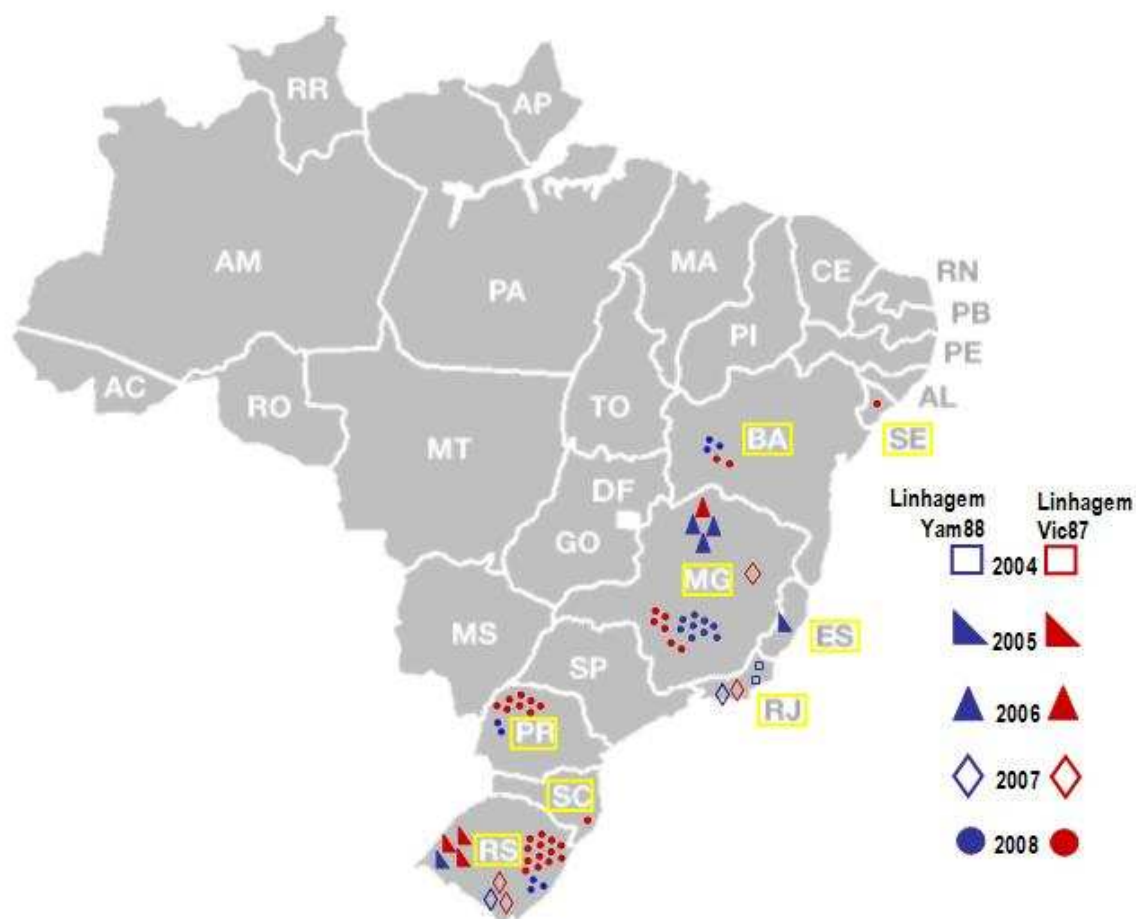 RR
AP
AM
PA
MA
CE
RN
PB
PE
AL
SE
PI
AC
RO
TO
BA
MT
DF
GO
MG
ES
MS
SP
RJ
PR
SC
RS
Linhagem
Yam88
Linhagem
Vic87
2004
2005
2006
2007
2008